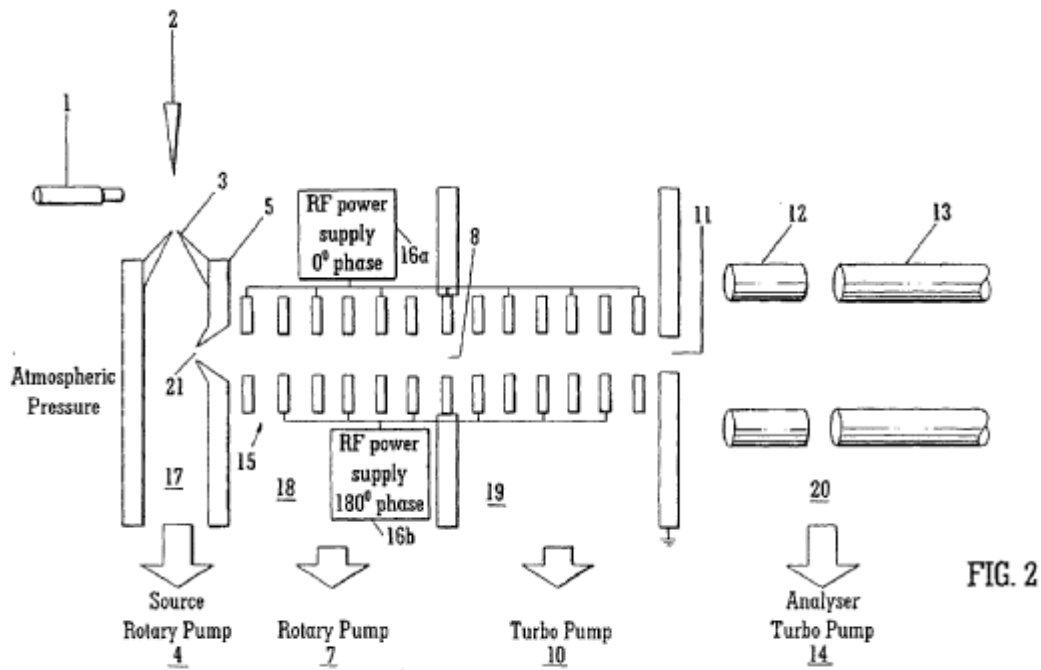 2
1
3
5
RF power
supply
0⁰ phase
16a
8
11
12
13
Atmospheric
Pressure
21
15
17
18
RF power
supply
180⁰ phase
16b
19
20
FIG. 2
Source
Rotary Pump
4
Rotary Pump
7
Turbo Pump
10
Analyser
Turbo Pump
14